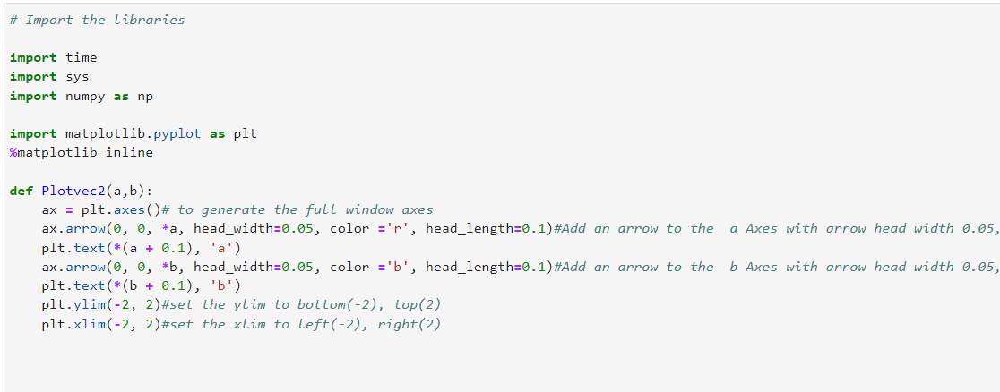 # Import the libraries
import time
import sys
import numpy as np
import matplotlib.pyplot as plt
%matplotlib inline
def Plotvec2(a,b):
    ax = plt.axes()# to generate the full window axes
    ax.arrow(0, 0, *a, head_width=0.05, color ='r', head_length=0.1)#Add an arrow to the  a Axes with arrow head width 0.05,
    plt.text(*(a + 0.1), 'a')
    ax.arrow(0, 0, *b, head_width=0.05, color ='b', head_length=0.1)#Add an arrow to the  b Axes with arrow head width 0.05,
    plt.text(*(b + 0.1), 'b')
    plt.ylim(-2, 2)#set the ylim to bottom(-2), top(2)
    plt.xlim(-2, 2)#set the xlim to left(-2), right(2)